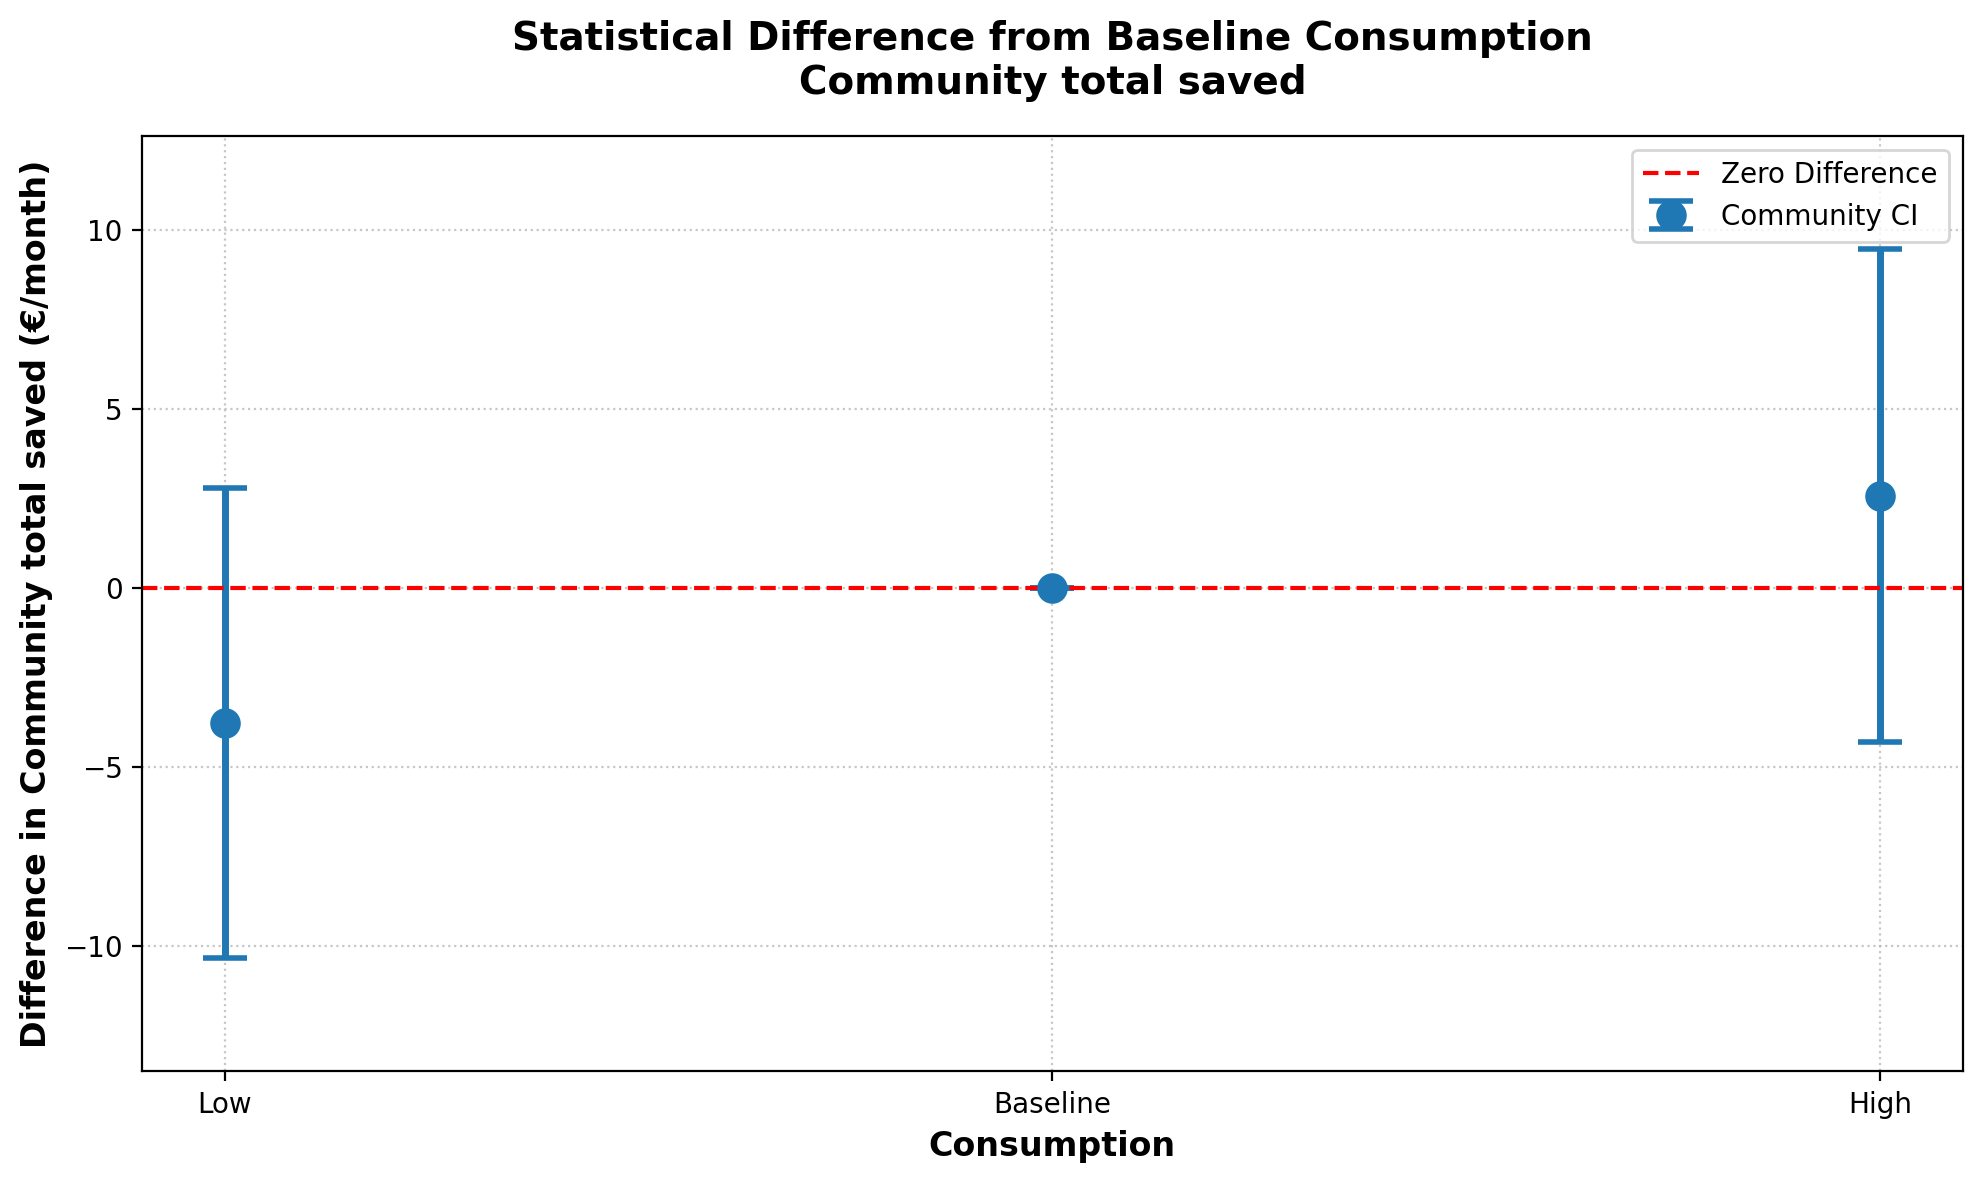 Statistical Difference from Baseline Consumption
Community total saved
Difference in Community total saved (€/month)
10
5
0
−5
−10
Zero Difference
Community CI
Low
Baseline
High
Consumption